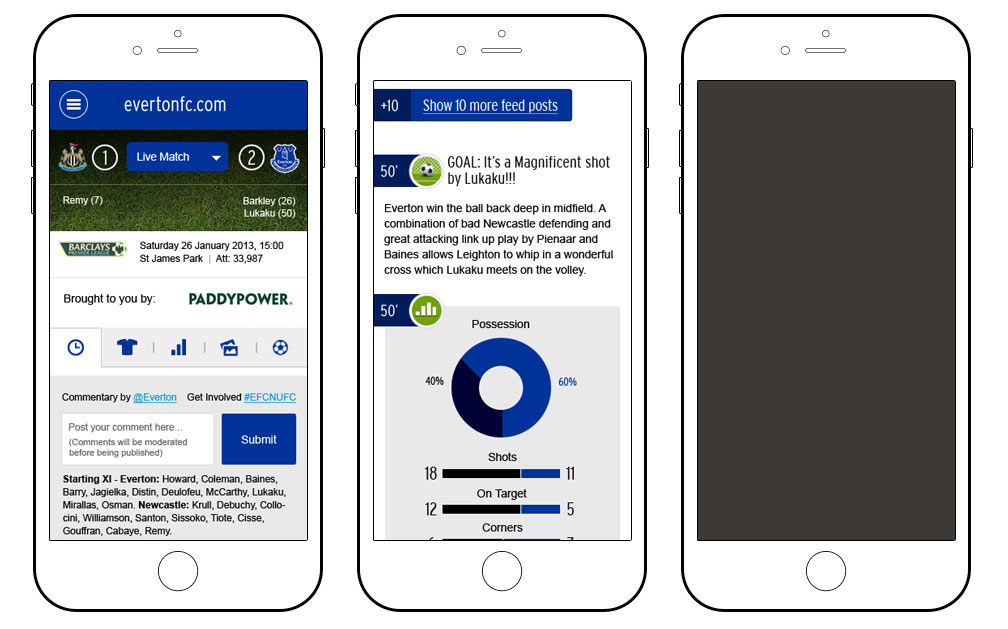 evertonfc.com
1
Live Match
2
Remy (7)
Barkley (26)
Lukaku (50)
BARCLAYS
PREMIER LEAGUE
Saturday 26 January 2013, 15:00
St James Park | Att: 33,987
Brought to you by:
PADDYPOWER.
Commentary by @Everton
Get Involved #EFCNUFC
Post your comment here...
(Comments will be moderated
before being published)
Submit
Starting XI - Everton: Howard, Coleman, Baines,
Barry, Jagielka, Distin, Deulofeu, McCarthy, Lukaku,
Mirallas, Osman. Newcastle: Krull, Debuchy, Collo-
cini, Williamson, Santon, Sissoko, Tiote, Cisse,
Gouffran, Cabaye, Remy.
+10
Show 10 more feed posts
50'
GOAL: It's a Magnificent shot
by Lukaku!!!
Everton win the ball back deep in midfield. A
combination of bad Newcastle defending and
great attacking link up play by Pienaar and
Baines allows Leighton to whip in a wonderful
cross which Lukaku meets on the volley.
50'
Possession
40%
60%
Shots
18
11
On Target
12
5
Corners